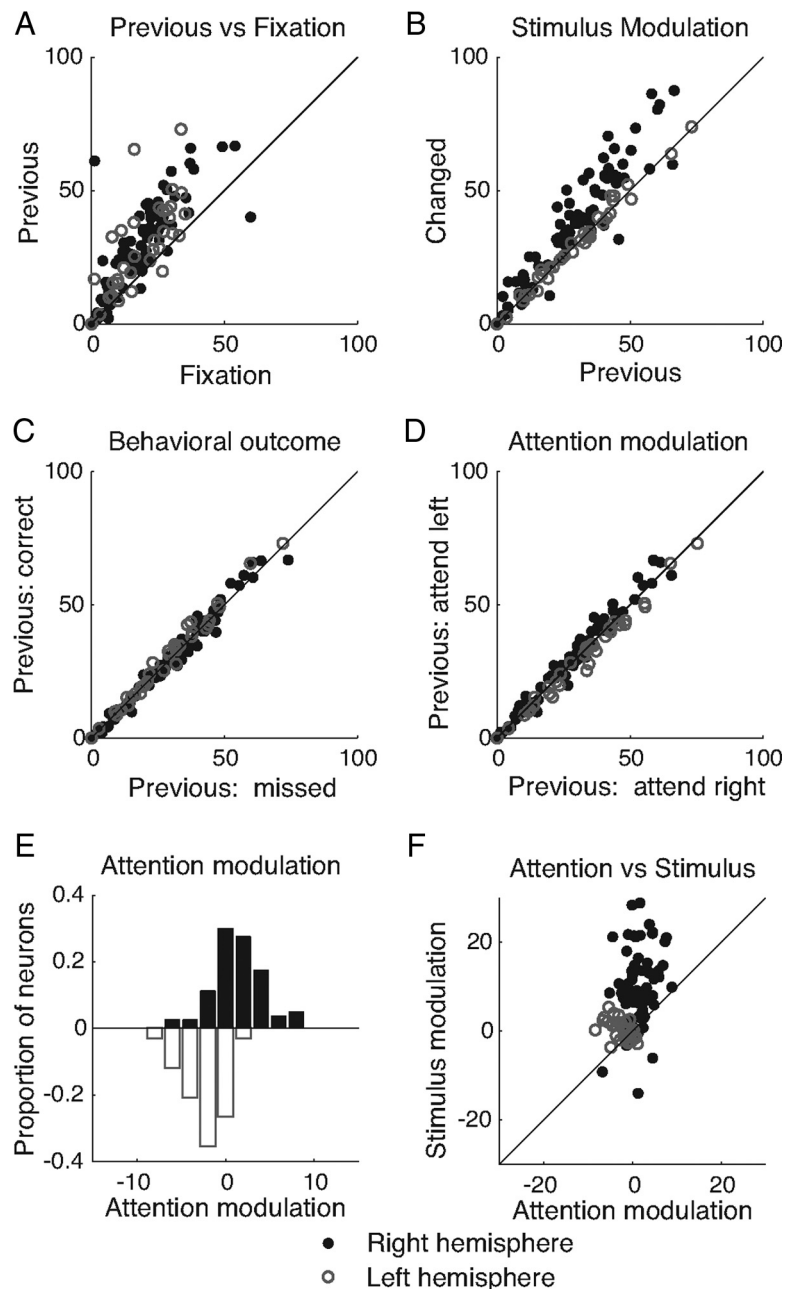 A
Previous vs Fixation
100
50
0
Previous
0
50
100
Fixation
B
Stimulus Modulation
100
50
0
Changed
0
50
100
Previous
C
Behavioral outcome
100
50
0
Previous: correct
0
50
100
Previous: missed
D
Attention modulation
100
50
0
Previous: attend left
0
50
100
Previous: attend right
E
Attention modulation
0.4
0.2
0
-0.2
-0.4
Proportion of neurons
-10
0
10
Attention modulation
F
Attention vs Stimulus
20
0
-20
Stimulus modulation
-20
0
20
Attention modulation
Right hemisphere
Left hemisphere